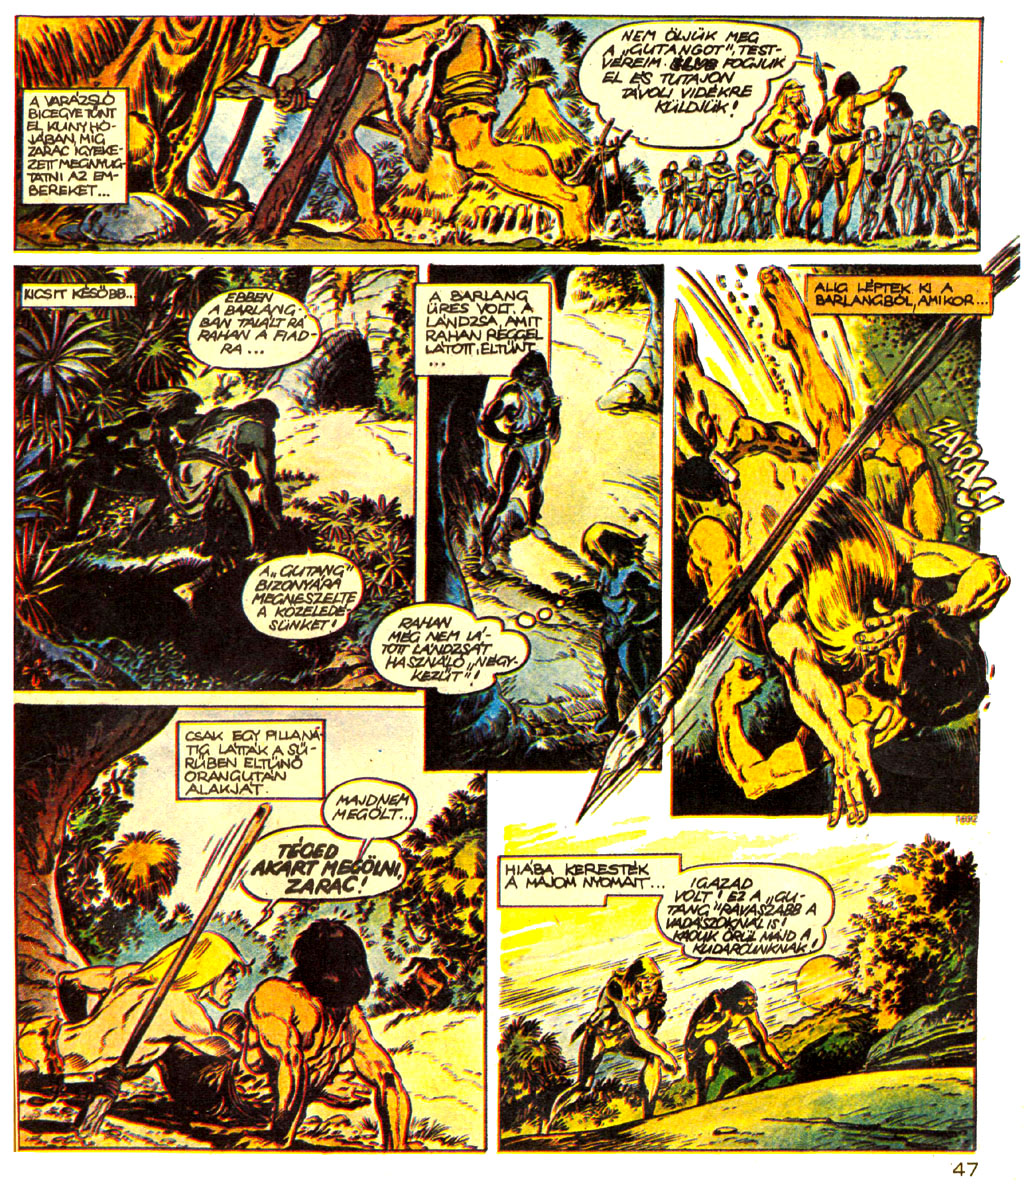 A VARÁZSLÓ
BICEGVE TŰNT
EL KUNYHÓ-
JÁBAN, MÍG
ZARAC IGYEKE-
ZETT MEGNYUG-
TATNI AZ EM-
BEREKET...
NEM ÖLJÜK MEG
A „GUTANGOT”, TEST-
VÉREIM. ÉLVE FOGJUK
EL ÉS TUTAJON
TÁVOLI VIDÉKRE
KÜLDJÜK!
KICSIT KÉSŐBB...
EBBEN
A BARLANG-
BAN TALÁLT RÁ
RAHAN A FIAD-
RA ...
A „GUTANG”
BIZONYÁRA
MEGNESZELTE
A KÖZELEDÉ-
SÜNKET!
A BARLANG
ÜRES VOLT. A
LÁNDZSA, AMIT
RAHAN REGGEL
LÁTOTT, ELTŰNT
...
RAHAN
MÉG NEM LÁ-
TOTT LÁNDZSÁT
HASZNÁLÓ „NÉGY-
KEZŰT”!
ALIG LÉPTEK KI A
BARLANGBÓL, AMIKOR...
ZARAC!
CSAK EGY PILLANA-
TIG LÁTTÁK A SŰ-
RŰBEN ELTŰNŐ
ORANGUTÁN
ALAKJÁT.
MAJDNEM
MEGÖLT...
TÉGED
AKART MEGÖLNI,
ZARAC!
HIÁBA KERESTÉK
A MAJOM NYOMAIT...
IGAZAD
VOLT! EZ A „GU-
TANG” RAVASZABB A
VADÁSZOKNÁL IS!
KAOUK ÖRÜL MAJD A
KUDARCUNKNAK!
47